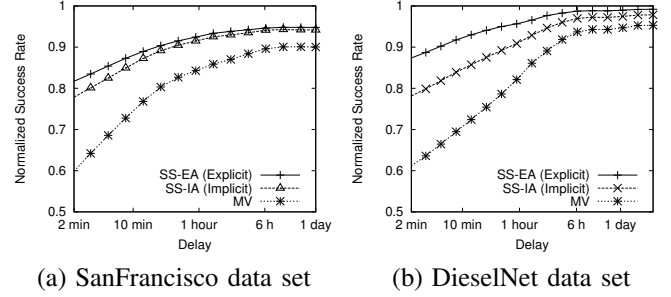 Normalized Success Rate
1
0.9
0.8
0.7
0.6
0.5
2 min 10 min 1 hour 6 h 1 day
Delay
SS-EA (Explicit)
SS-IA (Implicit)
MV
(a) SanFrancisco data set
Normalized Success Rate
1
0.9
0.8
0.7
0.6
0.5
2 min 10 min 1 hour 6 h 1 day
Delay
SS-EA (Explicit)
SS-IA (Implicit)
MV
(b) DieselNet data set